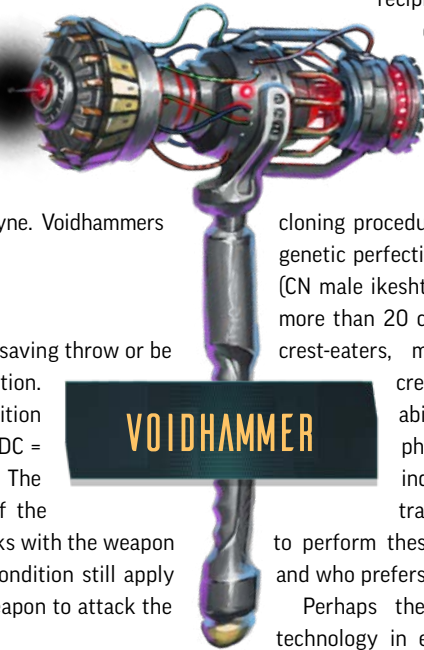 yne. Voidhammers
saving throw or be
tion.
ition
DC =
The
f the
ks with the weapon
ondition still apply
eapon to attack the
VOIDHAMMER
recip
cloning procedu
genetic perfecti
(CN male ikesht
more than 20 c
crest-eaters, m
cre
abi
ph
inc
tra
to perform these
and who prefers
Perhaps the
technology in e